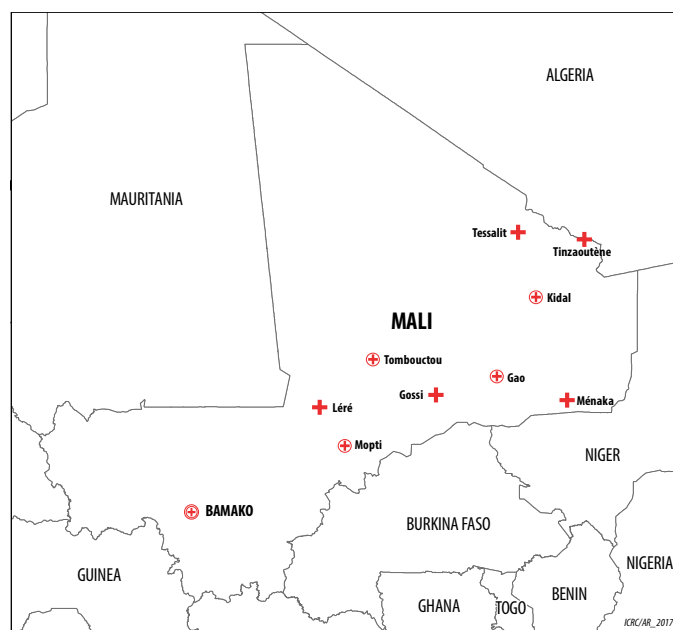 ALGERIA
MAURITANIA
Tessalit
Tinzaoutène
Kidal
MALI
Tombouctou
Gao
Gossi
Ménaka
Léré
Mopti
NIGER
BAMAKO
BURKINA FASO
NIGERIA
GUINEA
BENIN
GHANA
TOGO
ICRC/AR_2017